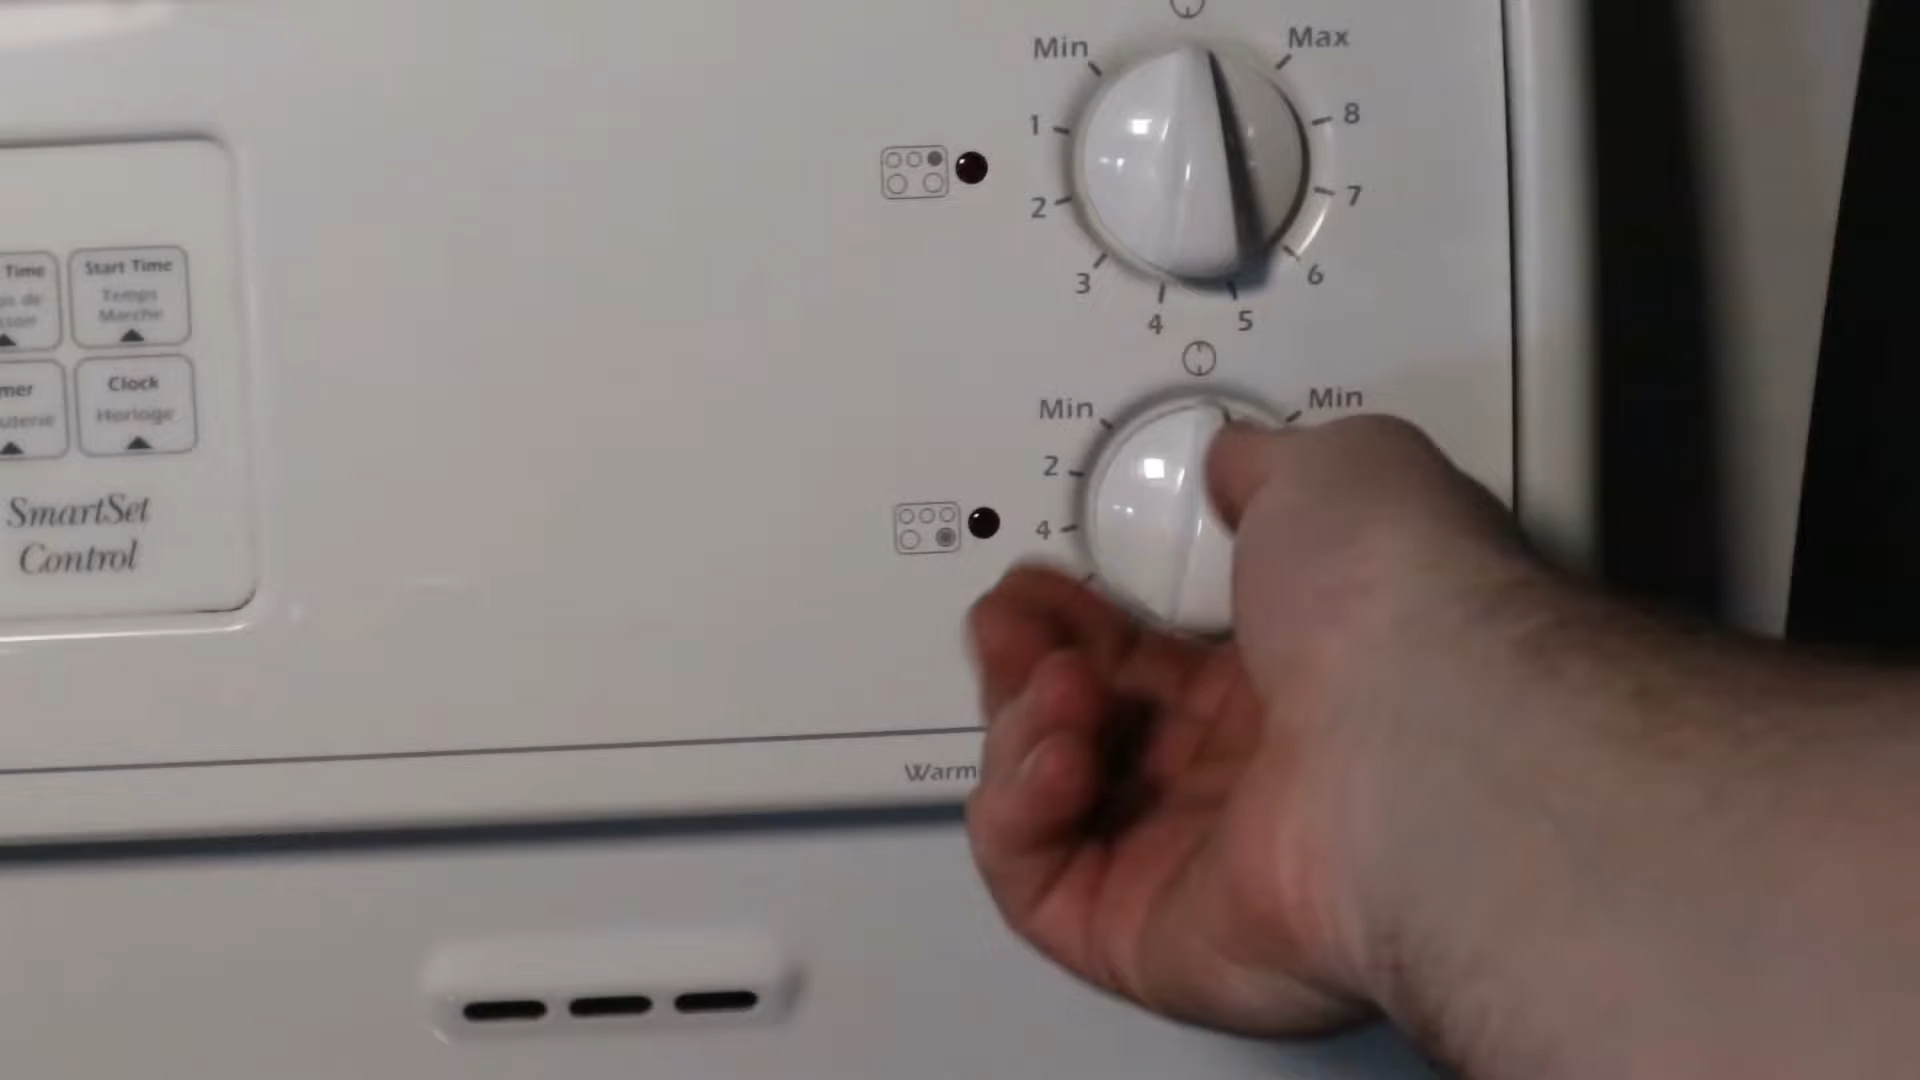 Min
Max
1
8
2
7
3
6
4
5
Time
Start Time
Temps
Marche
Clock
Horloge
SmartSet
Control
Min
Min
2
4
Warm